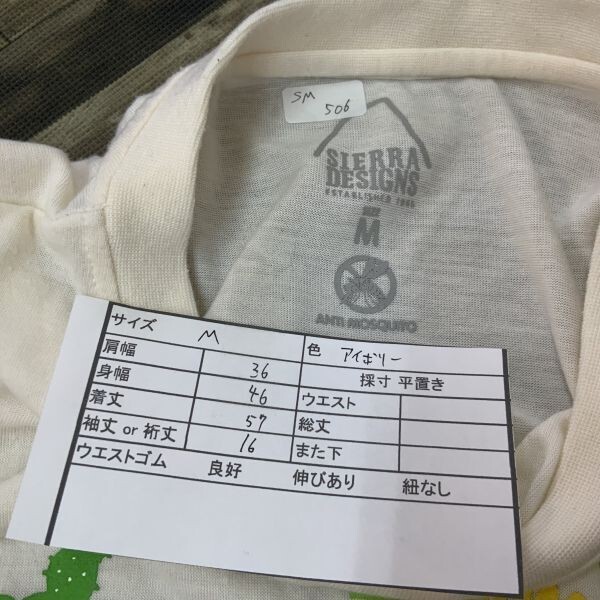 SM
506
SIERRA
DESIGNS
ESTABLISHED 1965
SIZE
M
ANTI MOSQUITO
サイズ M 色 アイボリー
肩幅 36 採寸 平置き
身幅 46 ウエスト
着丈 57 総丈
袖丈 or 裄丈 16 また下
ウエストゴム 良好 伸びあり 紐なし